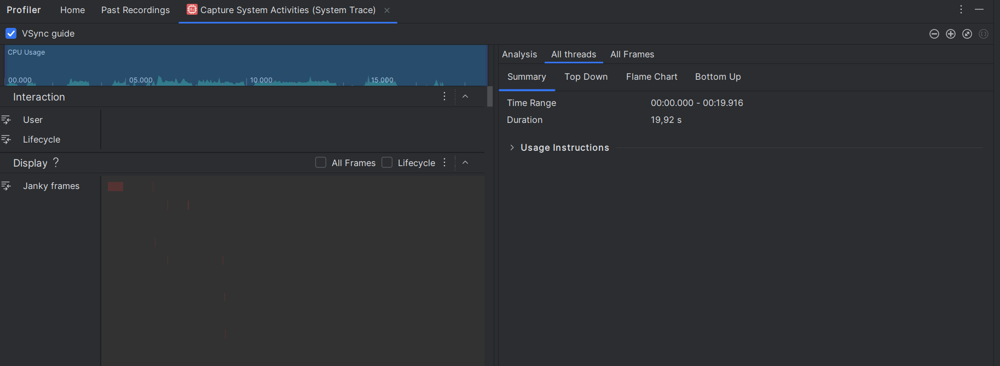 Profiler Home Past Recordings Capture System Activities (System Trace)
VSync guide
CPU Usage
00.000 05.000 10.000 15.000
Interaction
User
Lifecycle
Display ? All Frames Lifecycle
Janky frames
Analysis All threads All Frames
Summary Top Down Flame Chart Bottom Up
Time Range 00:00.000 - 00:19.916
Duration 19,92 s
Usage Instructions